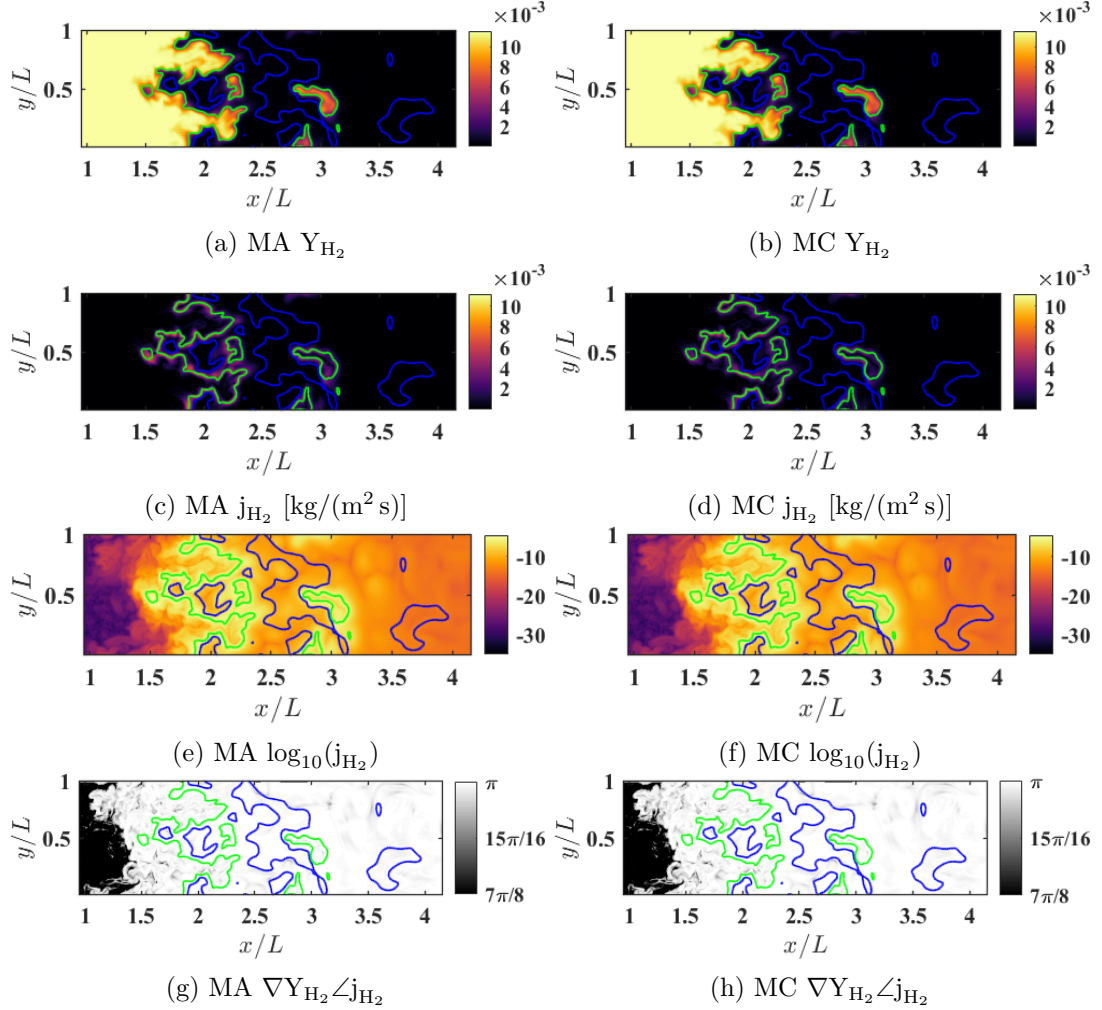 ×10⁻³ ×10⁻³
1 10 1 10
8 8
y/L 0.5 6 y/L 0.5 6
4 4
2 2
1 1.5 2 2.5 3 3.5 4 1 1.5 2 2.5 3 3.5 4
x/L x/L
(a) MA Y_H₂ (b) MC Y_H₂
×10⁻³ ×10⁻³
1 10 1 10
8 8
y/L 0.5 6 y/L 0.5 6
4 4
2 2
1 1.5 2 2.5 3 3.5 4 1 1.5 2 2.5 3 3.5 4
x/L x/L
(c) MA j_H₂ [kg/(m² s)] (d) MC j_H₂ [kg/(m² s)]
1 -10 1 -10
y/L 0.5 -20 y/L 0.5 -20
-30 -30
1 1.5 2 2.5 3 3.5 4 1 1.5 2 2.5 3 3.5 4
x/L x/L
(e) MA log₁₀(j_H₂) (f) MC log₁₀(j_H₂)
1 π 1 π
y/L 0.5 15π/16 y/L 0.5 15π/16
0 7π/8 0 7π/8
1 1.5 2 2.5 3 3.5 4 1 1.5 2 2.5 3 3.5 4
x/L x/L
(g) MA ∇Y_H₂∠j_H₂ (h) MC ∇Y_H₂∠j_H₂